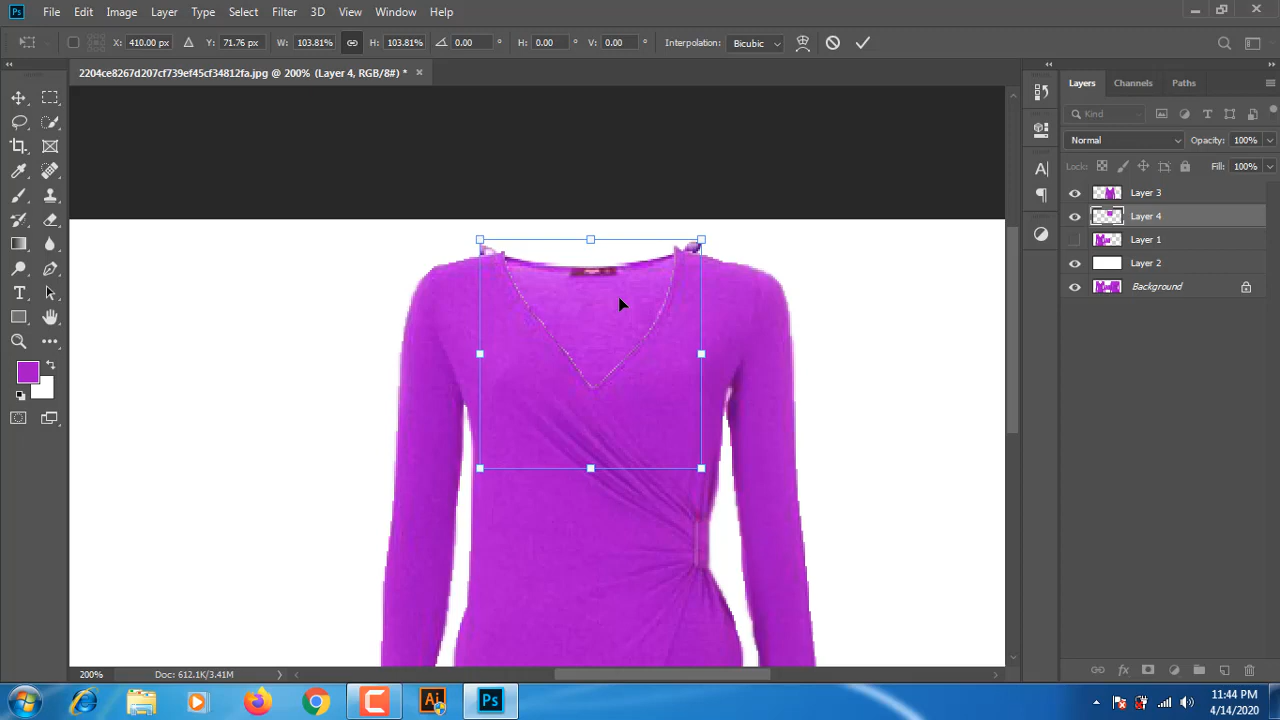 Ps File Edit Image Layer Type Select Filter 3D View Window Help
X: 410.00 px Y: 71.76 px W: 103.81% H: 103.81% 0.00 ° H: 0.00 ° V: 0.00 ° Interpolation: Bicubic
2204ce8267d207cf739ef45cf34812fa.jpg @ 200% (Layer 4, RGB/8#) * ×
Layers Channels Paths
Kind
Normal Opacity: 100%
Lock: Fill: 100%
Layer 3
Layer 4
Layer 1
Layer 2
Background
200% Doc: 612.1K/3.41M
Ai Ps
11:44 PM
4/14/2020